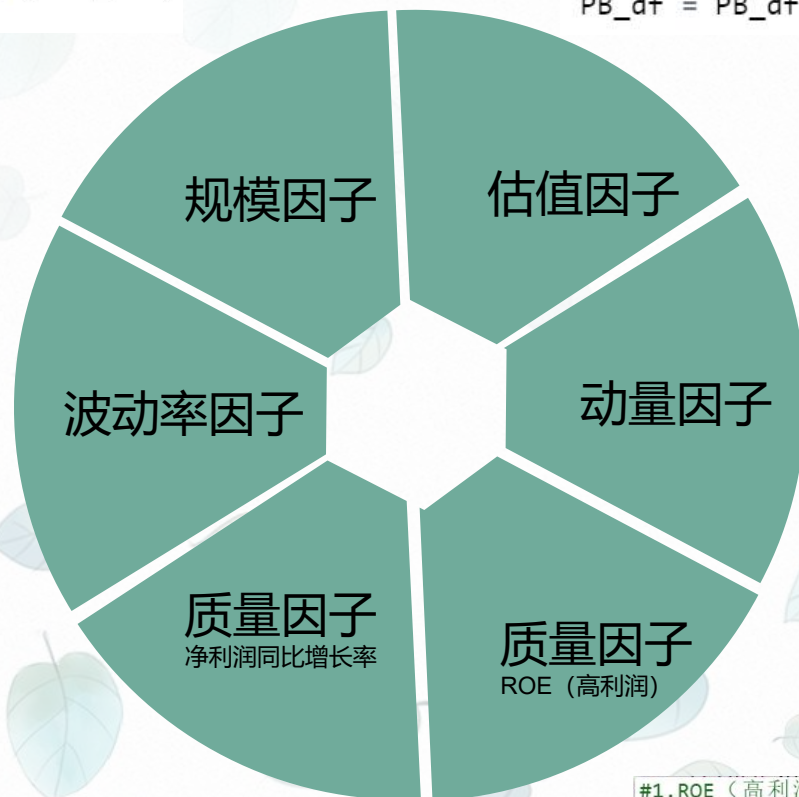 PB_df = PB_df
规模因子
估值因子
波动率因子
动量因子
质量因子
净利润同比增长率
质量因子
ROE（高利润）
#1.ROE（高利